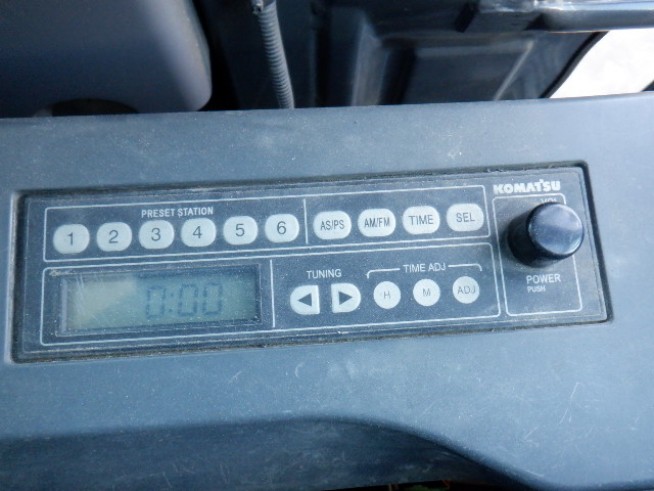 PRESET STATION
1 2 3 4 5 6
AS/PS AM/FM TIME SEL
KOMATSU
0:00
TUNING
TIME ADJ
H M ADJ
POWER
PUSH